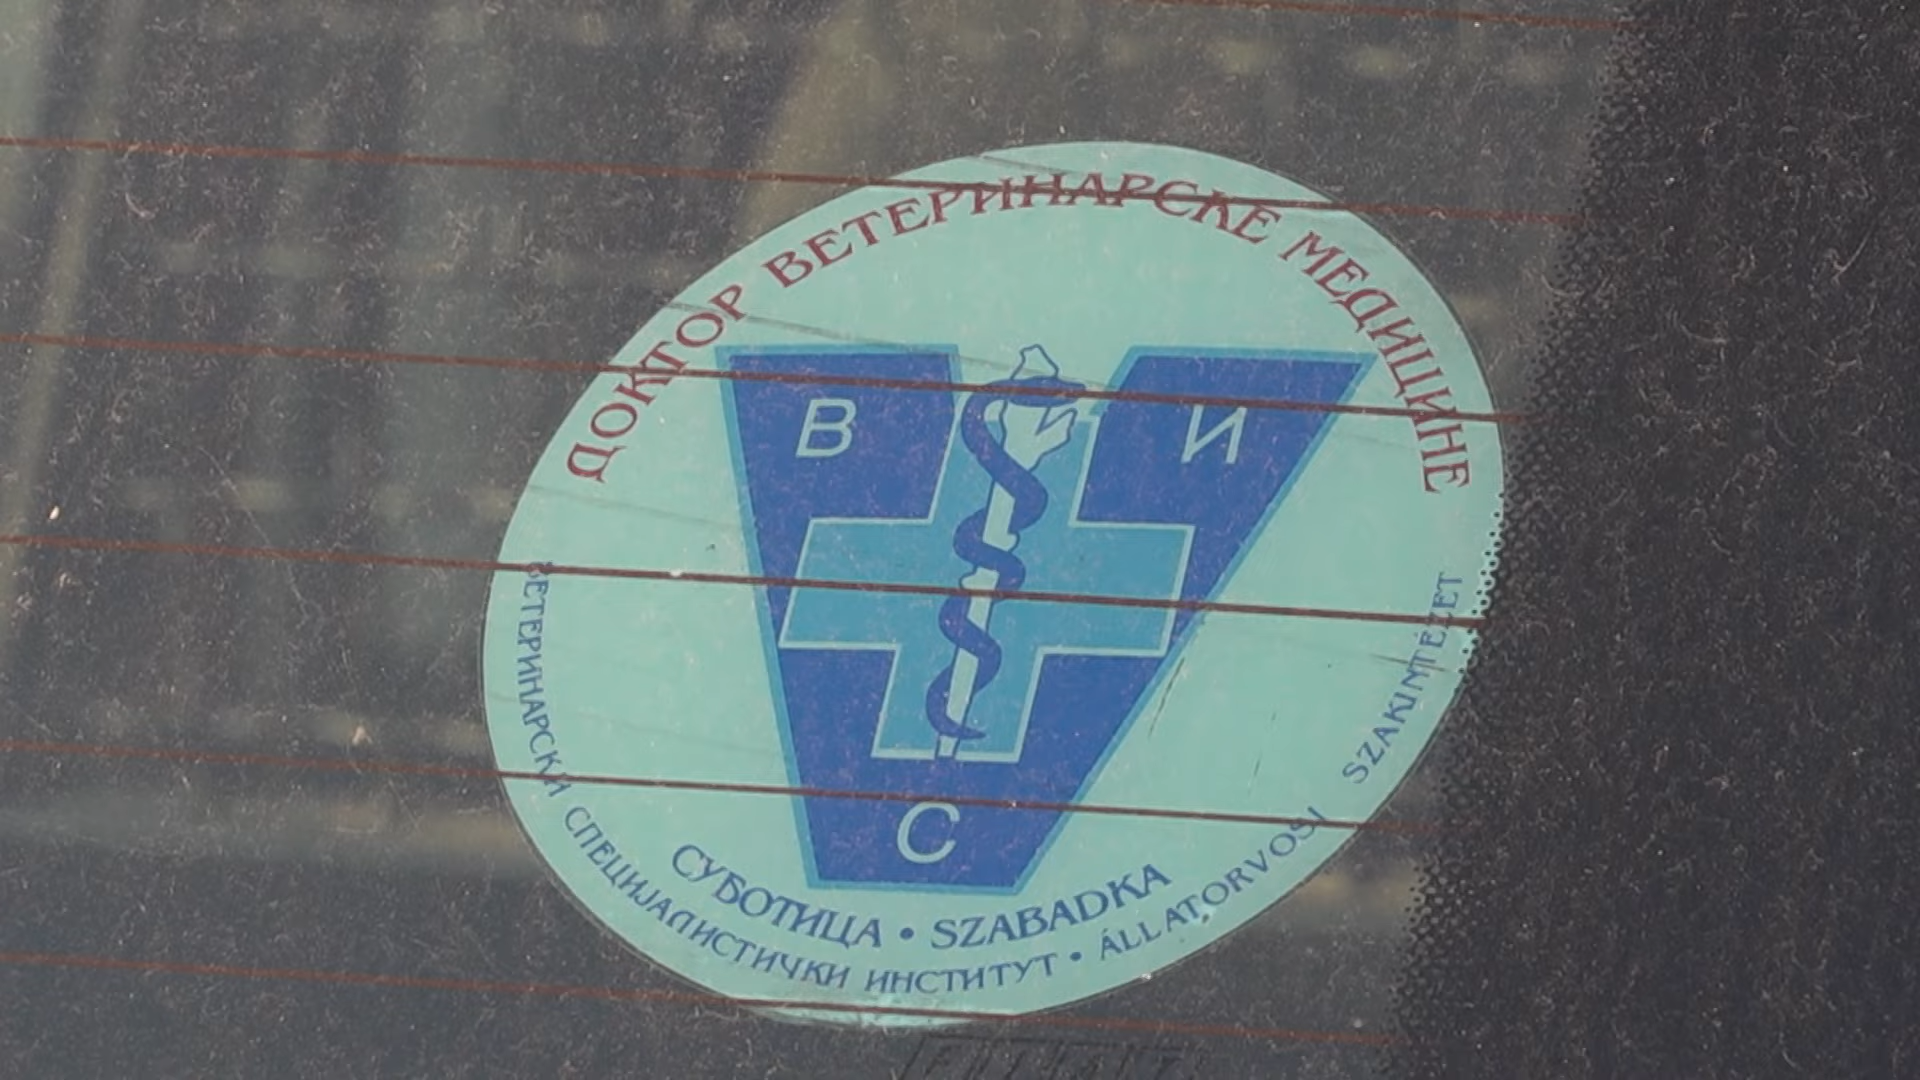 ДОКТОР ВЕТЕРИНАРСКЕ МЕДИЦИНЕ
В И
С
СУБОТИЦА • SZABADKA
ВЕТЕРИНАРСКИ СПЕЦИЈАЛИСТИЧКИ ИНСТИТУТ • ÁLLATORVOSI SZAKINTÉZET